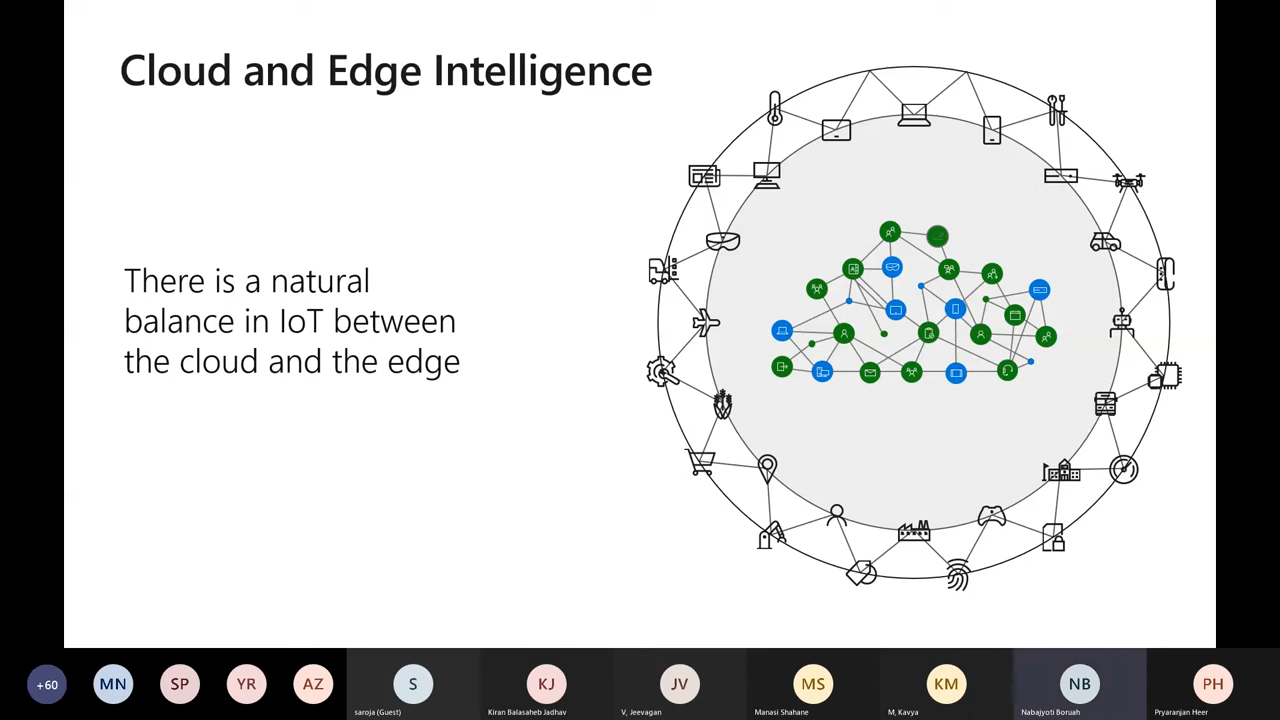 Cloud and Edge Intelligence
There is a natural
balance in IoT between
the cloud and the edge
+60
MN
SP
YR
AZ
S
KJ
JV
MS
KM
NB
PH
saroja (Guest)
Kiran Balasaheb Jadhav
V, Jeevagan
Manasi Shahane
M, Kavya
Nabajyoti Boruah
Pryaranjan Heer